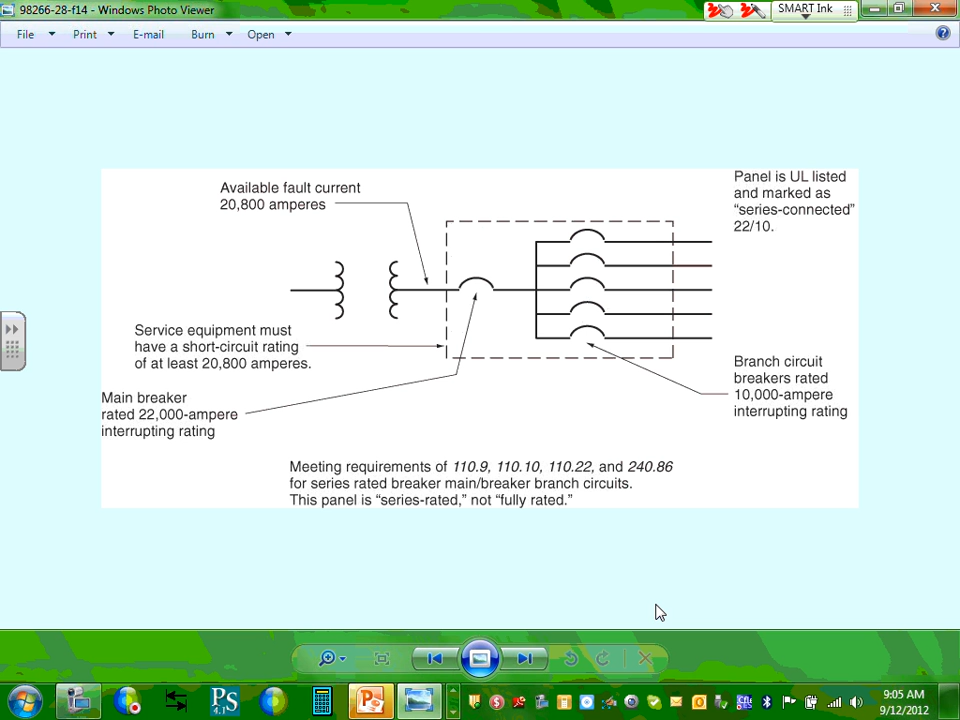 98266-28-f14 - Windows Photo Viewer
SMART Ink
File Print E-mail Burn Open
Available fault current
20,800 amperes
Panel is UL listed
and marked as
“series-connected”
22/10.
Service equipment must
have a short-circuit rating
of at least 20,800 amperes.
Main breaker
rated 22,000-ampere
interrupting rating
Branch circuit
breakers rated
10,000-ampere
interrupting rating
Meeting requirements of 110.9, 110.10, 110.22, and 240.86
for series rated breaker main/breaker branch circuits.
This panel is “series-rated,” not “fully rated.”
Ps
4.1
9:05 AM
9/12/2012